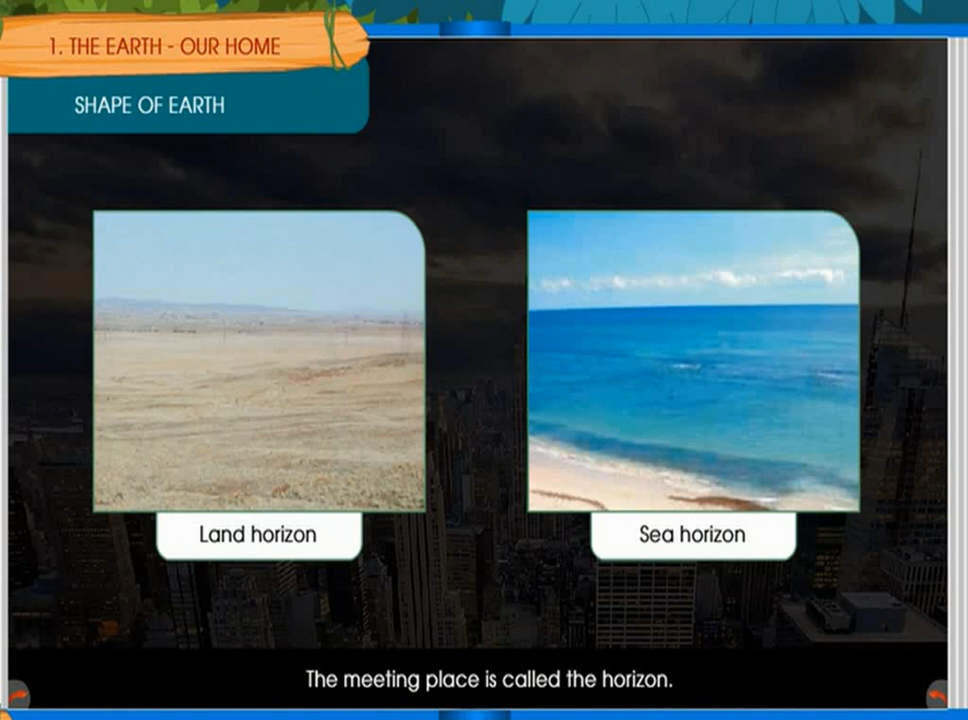 1. THE EARTH - OUR HOME
SHAPE OF EARTH
Land horizon
Sea horizon
The meeting place is called the horizon.